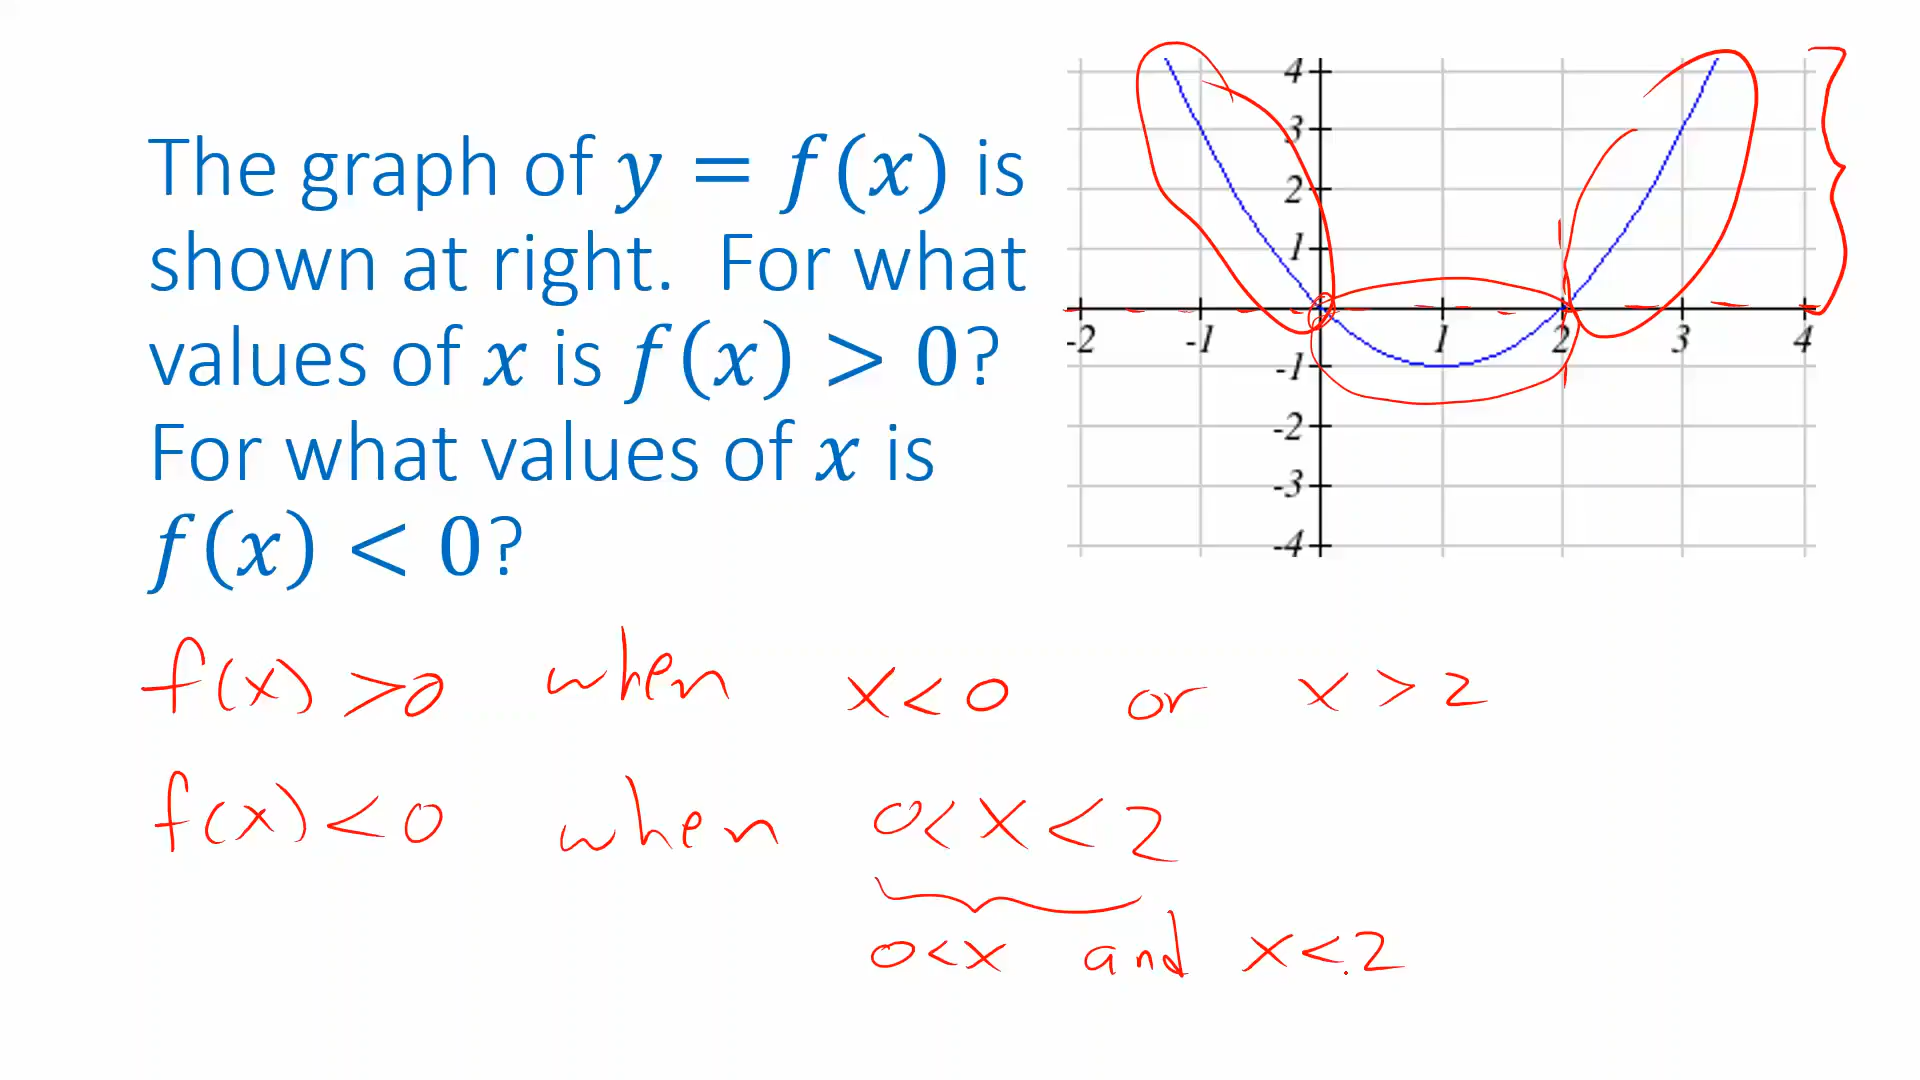 The graph of y = f(x) is
shown at right. For what
values of x is f(x) > 0?
For what values of x is
f(x) < 0?
4
3
2
1
-2 -1 1 2 3 4
-1
-2
-3
-4
f(x) >0 when x<0 or x > 2
f(x) <0 when 0<x<2
0<x and x<2